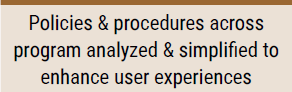 Policies & procedures across
program analyzed & simplified to
enhance user experiences